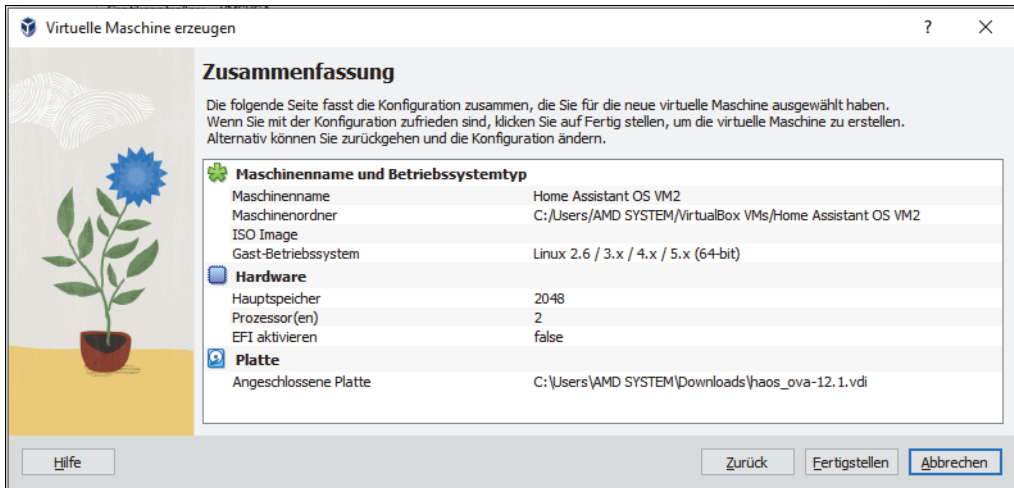 Virtuelle Maschine erzeugen
Zusammenfassung
Die folgende Seite fasst die Konfiguration zusammen, die Sie für die neue virtuelle Maschine ausgewählt haben.
Wenn Sie mit der Konfiguration zufrieden sind, klicken Sie auf Fertig stellen, um die virtuelle Maschine zu erstellen.
Alternativ können Sie zurückgehen und die Konfiguration ändern.
Maschinenname und Betriebssystemtyp
Maschinenname Home Assistant OS VM2
Maschinenordner C:/Users/AMD SYSTEM/VirtualBox VMs/Home Assistant OS VM2
ISO Image
Gast-Betriebssystem Linux 2.6 / 3.x / 4.x / 5.x (64-bit)
Hardware
Hauptspeicher 2048
Prozessor(en) 2
EFI aktivieren false
Platte
Angeschlossene Platte C:\Users\AMD SYSTEM\Downloads\haos_ova-12.1.vdi
Hilfe Zurück Fertigstellen Abbrechen